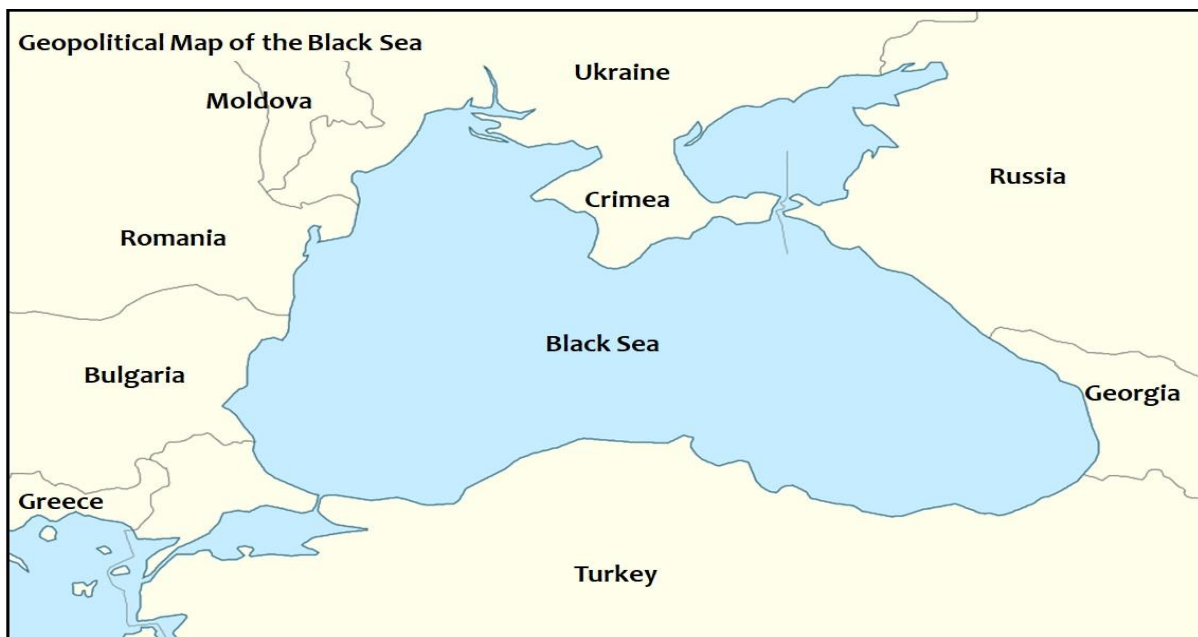 Geopolitical Map of the Black Sea
Ukraine
Moldova
Russia
Crimea
Romania
Black Sea
Bulgaria
Georgia
Greece
Turkey